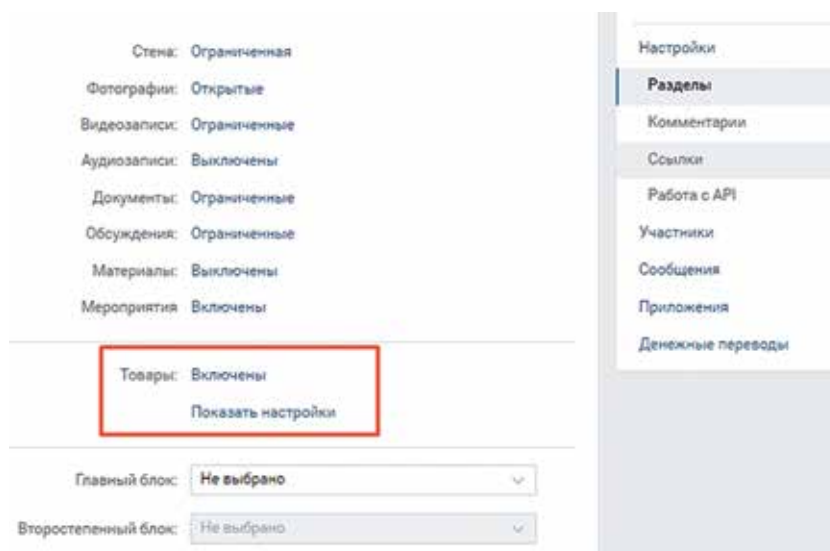 Стена: Ограниченная
Фотографии: Открытые
Видеозаписи: Ограниченные
Аудиозаписи: Выключены
Документы: Ограниченные
Обсуждения: Ограниченные
Материалы: Выключены
Мероприятия Включены
Товары: Включены
Показать настройки
Главный блок: Не выбрано
Второстепенный блок: Не выбрано
Настройки
Разделы
Комментарии
Ссылки
Работа с API
Участники
Сообщения
Приложения
Денежные переводы